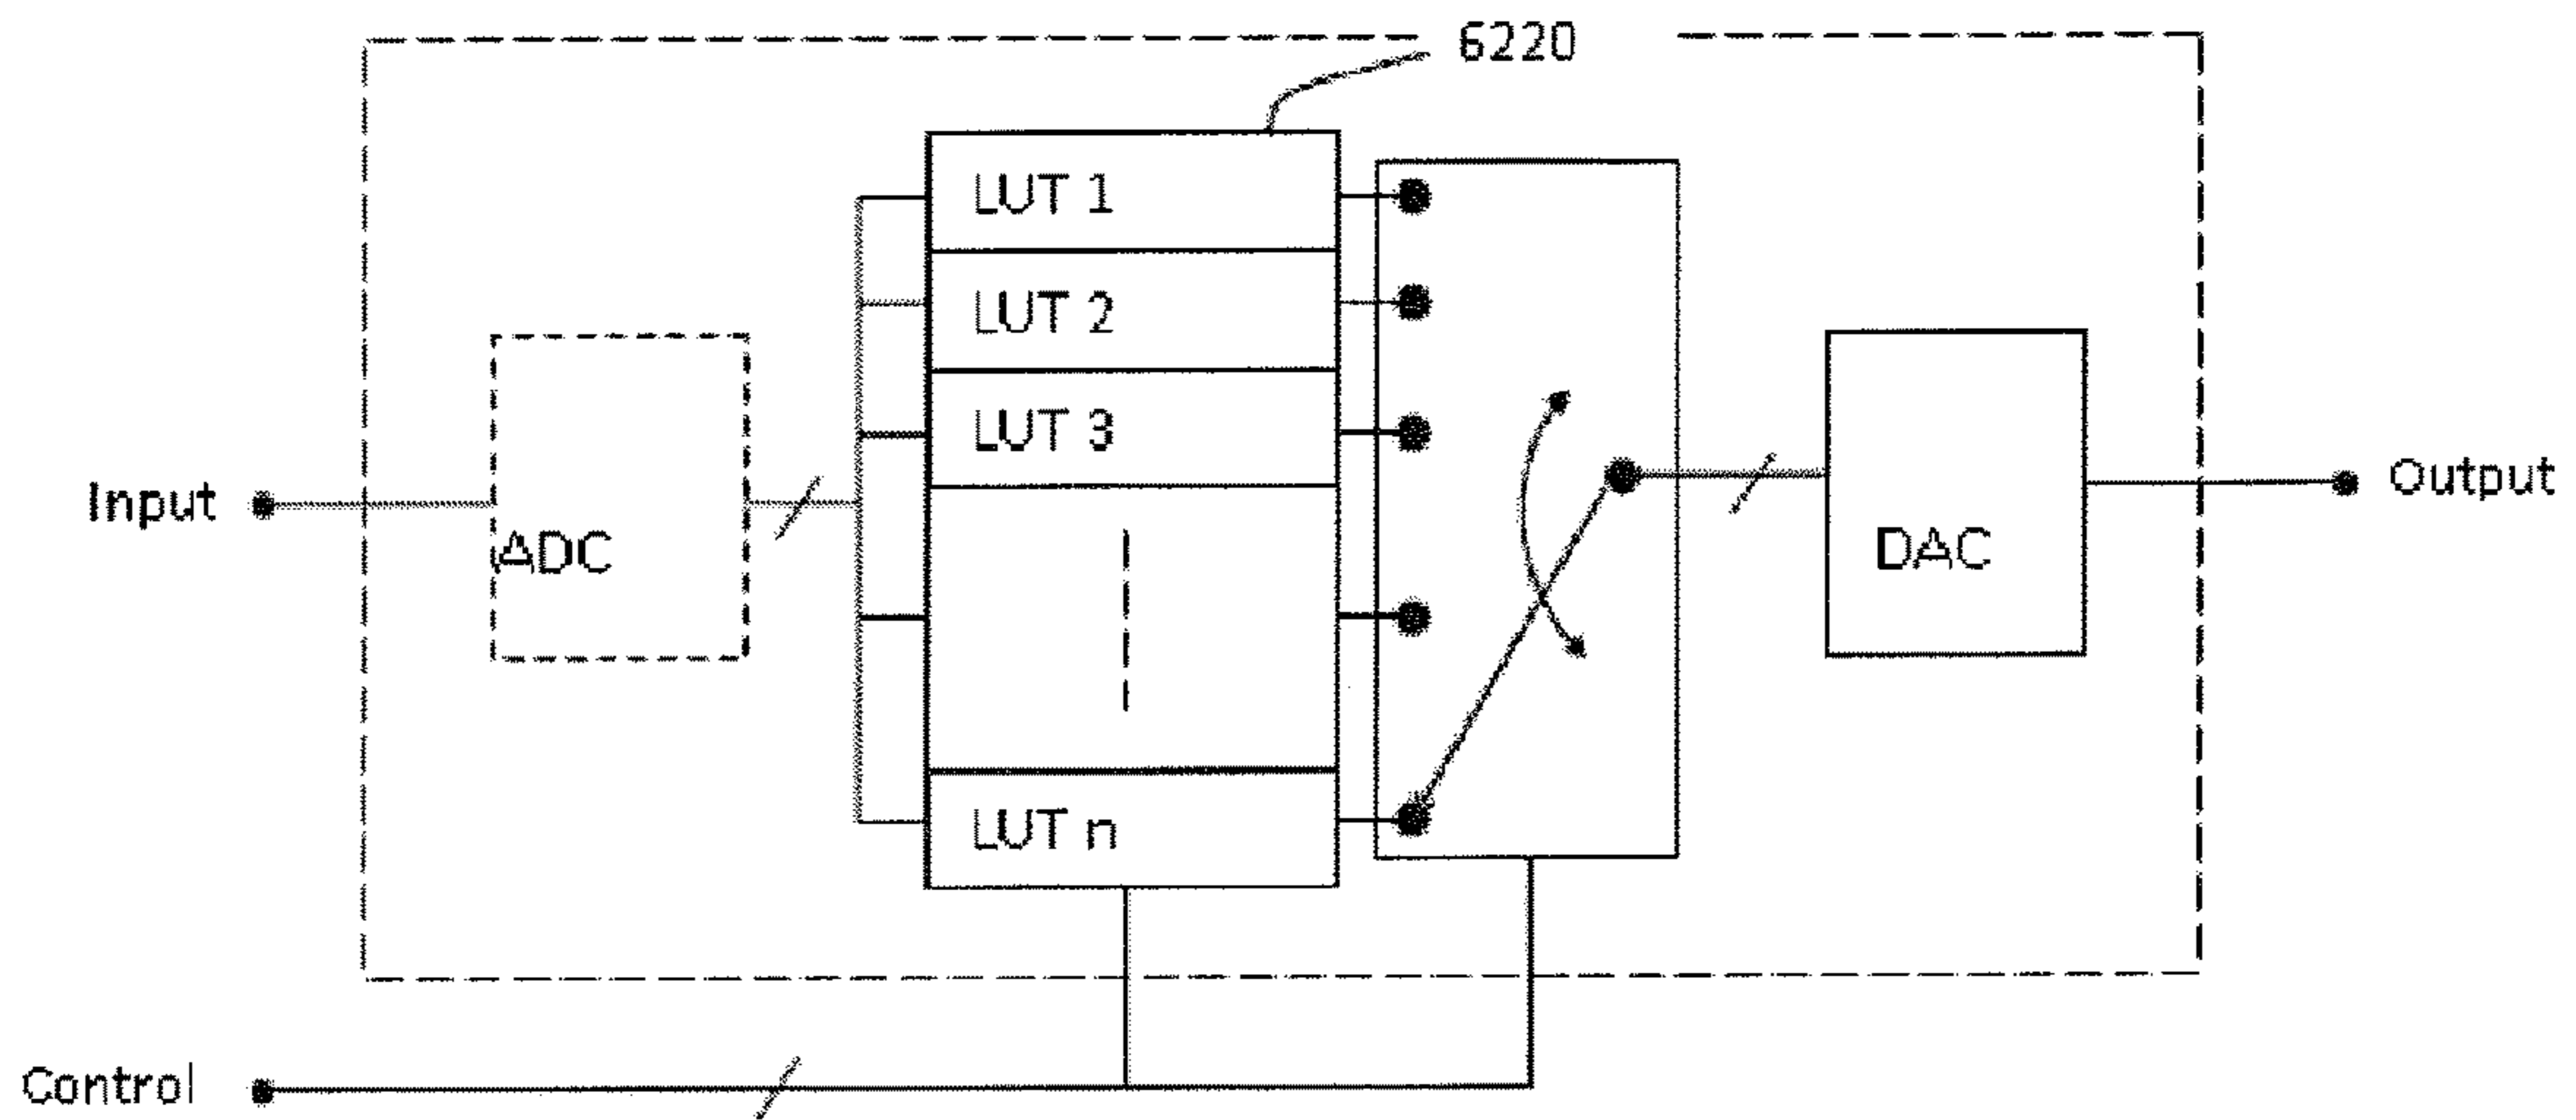 6220
LUT 1
LUT 2
LUT 3
Input
ADC
DAC
Output
LUT n
Control